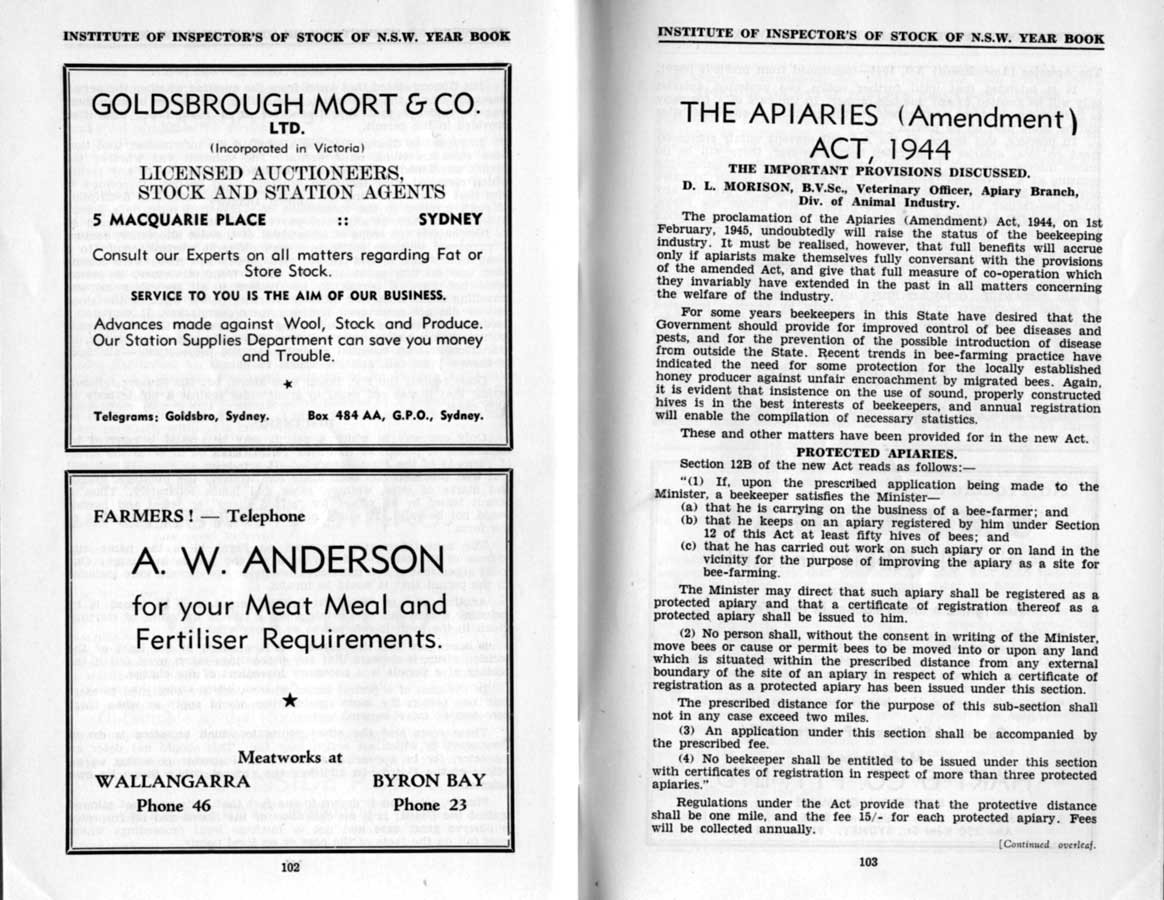 INSTITUTE OF INSPECTOR'S OF STOCK OF N.S.W. YEAR BOOK
GOLDSBROUGH MORT & CO.
LTD.
(Incorporated in Victoria)
LICENSED AUCTIONEERS,
STOCK AND STATION AGENTS
5 MACQUARIE PLACE :: SYDNEY
Consult our Experts on all matters regarding Fat or
Store Stock.
SERVICE TO YOU IS THE AIM OF OUR BUSINESS.
Advances made against Wool, Stock and Produce.
Our Station Supplies Department can save you money
and Trouble.
★
Telegrams: Goldsbro, Sydney. Box 484 AA, G.P.O., Sydney.
FARMERS! — Telephone
A. W. ANDERSON
for your Meat Meal and
Fertiliser Requirements.
★
Meatworks at
WALLANGARRA BYRON BAY
Phone 46 Phone 23
102
INSTITUTE OF INSPECTOR'S OF STOCK OF N.S.W. YEAR BOOK
THE APIARIES (Amendment)
ACT, 1944
THE IMPORTANT PROVISIONS DISCUSSED.
D. L. MORISON, B.V.Sc., Veterinary Officer, Apiary Branch,
Div. of Animal Industry.
The proclamation of the Apiaries (Amendment) Act, 1944, on 1st
February, 1945, undoubtedly will raise the status of the beekeeping
industry. It must be realised, however, that full benefits will accrue
only if apiarists make themselves fully conversant with the provisions
of the amended Act, and give that full measure of co-operation which
they invariably have extended in the past in all matters concerning
the welfare of the industry.
For some years beekeepers in this State have desired that the
Government should provide for improved control of bee diseases and
pests, and for the prevention of the possible introduction of disease
from outside the State. Recent trends in bee-farming practice have
indicated the need for some protection for the locally established
honey producer against unfair encroachment by migrated bees. Again,
it is evident that insistence on the use of sound, properly constructed
hives is in the best interests of beekeepers, and annual registration
will enable the compilation of necessary statistics.
These and other matters have been provided for in the new Act.
PROTECTED APIARIES.
Section 12B of the new Act reads as follows:—
"(1) If, upon the prescribed application being made to the
Minister, a beekeeper satisfies the Minister—
(a) that he is carrying on the business of a bee-farmer; and
(b) that he keeps on an apiary registered by him under Section
12 of this Act at least fifty hives of bees; and
(c) that he has carried out work on such apiary or on land in the
vicinity for the purpose of improving the apiary as a site for
bee-farming.
The Minister may direct that such apiary shall be registered as a
protected apiary and that a certificate of registration thereof as a
protected apiary shall be issued to him.
(2) No person shall, without the consent in writing of the Minister,
move bees or cause or permit bees to be moved into or upon any land
which is situated within the prescribed distance from any external
boundary of the site of an apiary in respect of which a certificate of
registration as a protected apiary has been issued under this section.
The prescribed distance for the purpose of this sub-section shall
not in any case exceed two miles.
(3) An application under this section shall be accompanied by
the prescribed fee.
(4) No beekeeper shall be entitled to be issued under this section
with certificates of registration in respect of more than three protected
apiaries."
Regulations under the Act provide that the protective distance
shall be one mile, and the fee 15/- for each protected apiary. Fees
will be collected annually.
[Continued overleaf.
103